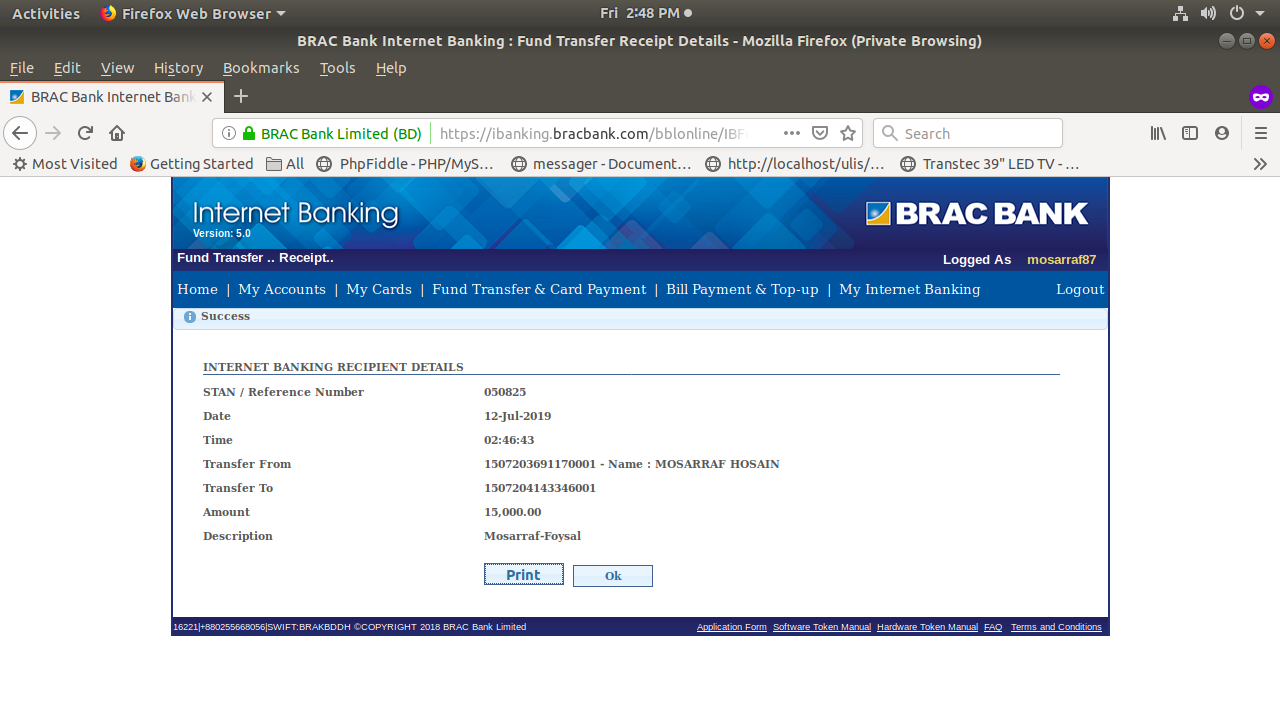 Activities Firefox Web Browser Fri 2:48 PM
BRAC Bank Internet Banking : Fund Transfer Receipt Details - Mozilla Firefox (Private Browsing)
File Edit View History Bookmarks Tools Help
BRAC Bank Internet Bank
BRAC Bank Limited (BD) https://ibanking.bracbank.com/bblonline/IBF Search
Most Visited Getting Started All PhpFiddle - PHP/MyS… messager - Document… http://localhost/ulis/… Transtec 39" LED TV - …
Internet Banking BRAC BANK
Version: 5.0
Fund Transfer .. Receipt.. Logged As mosarraf87
Home | My Accounts | My Cards | Fund Transfer & Card Payment | Bill Payment & Top-up | My Internet Banking Logout
Success
INTERNET BANKING RECIPIENT DETAILS
STAN / Reference Number 050825
Date 12-Jul-2019
Time 02:46:43
Transfer From 1507203691170001 - Name : MOSARRAF HOSAIN
Transfer To 1507204143346001
Amount 15,000.00
Description Mosarraf-Foysal
Print Ok
16221|+880255668056|SWIFT:BRAKBDDH ©COPYRIGHT 2018 BRAC Bank Limited Application Form Software Token Manual Hardware Token Manual FAQ Terms and Conditions